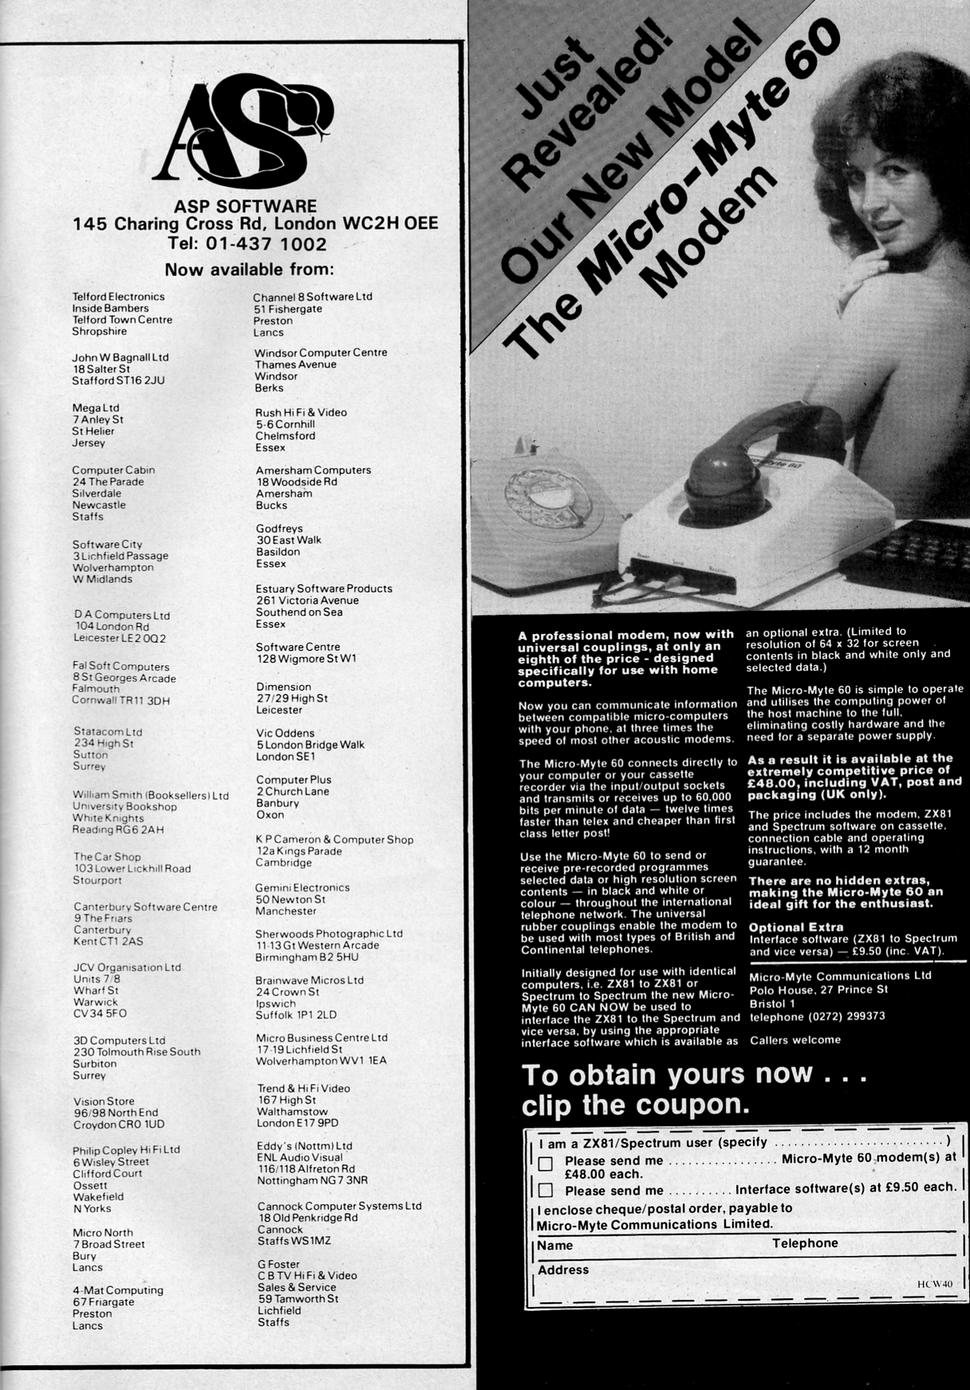 ASP
ASP SOFTWARE
145 Charing Cross Rd, London WC2H OEE
Tel: 01-437 1002
Now available from:
Telford Electronics
Inside Bambers
Telford Town Centre
Shropshire
John W Bagnall Ltd
18 Salter St
Stafford ST16 2JU
Mega Ltd
7 Anley St
St Helier
Jersey
Computer Cabin
24 The Parade
Silverdale
Newcastle
Staffs
Software City
3 Lichfield Passage
Wolverhampton
W Midlands
D A Computers Ltd
104 London Rd
Leicester LE2 0Q2
Fal Soft Computers
8 St Georges Arcade
Falmouth
Cornwall TR11 3DH
Statacom Ltd
234 High St
Sutton
Surrey
William Smith (Booksellers) Ltd
University Bookshop
White Knights
Reading RG6 2AH
The Car Shop
103 Lower Lickhill Road
Stourport
Canterbury Software Centre
9 The Friars
Canterbury
Kent CT1 2AS
JCV Organisation Ltd
Units 7/8
Wharf St
Warwick
CV34 5FO
3D Computers Ltd
230 Tolmouth Rise South
Surbiton
Surrey
Vision Store
96/98 North End
Croydon CR0 1UD
Philip Copley Hi Fi Ltd
6 Wisley Street
Clifford Court
Ossett
Wakefield
N Yorks
Micro North
7 Broad Street
Bury
Lancs
4-Mat Computing
67 Friargate
Preston
Lancs
Channel 8 Software Ltd
51 Fishergate
Preston
Lancs
Windsor Computer Centre
Thames Avenue
Windsor
Berks
Rush Hi Fi & Video
5-6 Cornhill
Chelmsford
Essex
Amersham Computers
18 Woodside Rd
Amersham
Bucks
Godfreys
30 East Walk
Basildon
Essex
Estuary Software Products
261 Victoria Avenue
Southend on Sea
Essex
Software Centre
128 Wigmore St W1
Dimension
27/29 High St
Leicester
Vic Oddens
5 London Bridge Walk
London SE1
Computer Plus
2 Church Lane
Banbury
Oxon
K P Cameron & Computer Shop
12a Kings Parade
Cambridge
Gemini Electronics
50 Newton St
Manchester
Sherwoods Photographic Ltd
11-13 Gt Western Arcade
Birmingham B2 5HU
Brainwave Micros Ltd
24 Crown St
Ipswich
Suffolk 1P1 2LD
Micro Business Centre Ltd
17-19 Lichfield St
Wolverhampton WV1 1EA
Trend & Hi Fi Video
167 High St
Walthamstow
London E17 9PD
Eddy's (Nottm) Ltd
ENL Audio Visual
116/118 Alfreton Rd
Nottingham NG7 3NR
Cannock Computer Systems Ltd
18 Old Penkridge Rd
Cannock
Staffs WS1MZ
G Foster
C B TV Hi Fi & Video
Sales & Service
59 Tamworth St
Lichfield
Staffs
Just
Revealed!
Our New Model
The Micro-Myte 60
Modem
A professional modem, now with
universal couplings, at only an
eighth of the price - designed
specifically for use with home
computers.
Now you can communicate information
between compatible micro-computers
with your phone, at three times the
speed of most other acoustic modems.
The Micro-Myte 60 connects directly to
your computer or your cassette
recorder via the input/output sockets
and transmits or receives up to 60,000
bits per minute of data — twelve times
faster than telex and cheaper than first
class letter post!
Use the Micro-Myte 60 to send or
receive pre-recorded programmes
selected data or high resolution screen
contents — in black and white or
colour — throughout the international
telephone network. The universal
rubber couplings enable the modem to
be used with most types of British and
Continental telephones.
Initially designed for use with identical
computers, i.e. ZX81 to ZX81 or
Spectrum to Spectrum the new Micro-
Myte 60 CAN NOW be used to
interface the ZX81 to the Spectrum and
vice versa, by using the appropriate
interface software which is available as
an optional extra. (Limited to
resolution of 64 x 32 for screen
contents in black and white only and
selected data.)
The Micro-Myte 60 is simple to operate
and utilises the computing power of
the host machine to the full,
eliminating costly hardware and the
need for a separate power supply.
As a result it is available at the
extremely competitive price of
£48.00, including VAT, post and
packaging (UK only).
The price includes the modem, ZX81
and Spectrum software on cassette.
connection cable and operating
instructions, with a 12 month
guarantee.
There are no hidden extras,
making the Micro-Myte 60 an
ideal gift for the enthusiast.
Optional Extra
Interface software (ZX81 to Spectrum
and vice versa) — £9.50 (inc. VAT).
Micro-Myte Communications Ltd
Polo House, 27 Prince St
Bristol 1
telephone (0272) 299373
Callers welcome
To obtain yours now . . .
clip the coupon.
I am a ZX81/Spectrum user (specify ............................)
Please send me ................. Micro-Myte 60 modem(s) at
£48.00 each.
Please send me .......... Interface software(s) at £9.50 each.
I enclose cheque/postal order, payable to
Micro-Myte Communications Limited.
Name Telephone
Address
HCW40